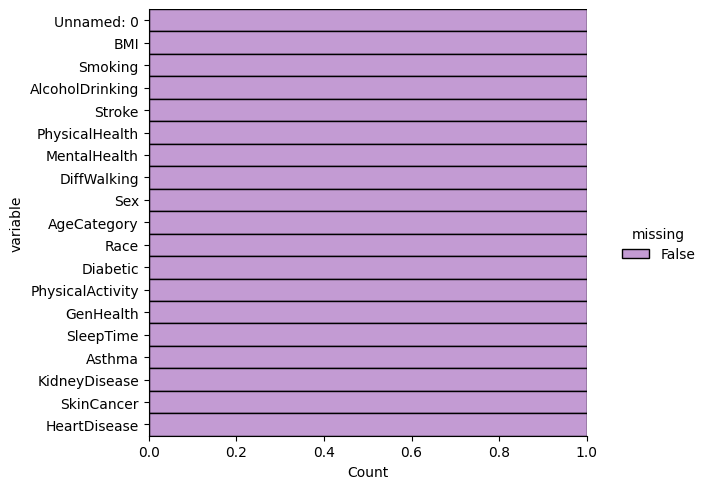 Unnamed: 0
BMI
Smoking
AlcoholDrinking
Stroke
PhysicalHealth
MentalHealth
DiffWalking
Sex
AgeCategory
Race
Diabetic
PhysicalActivity
GenHealth
SleepTime
Asthma
KidneyDisease
SkinCancer
HeartDisease
variable
0.0 0.2 0.4 0.6 0.8 1.0
Count
missing
False